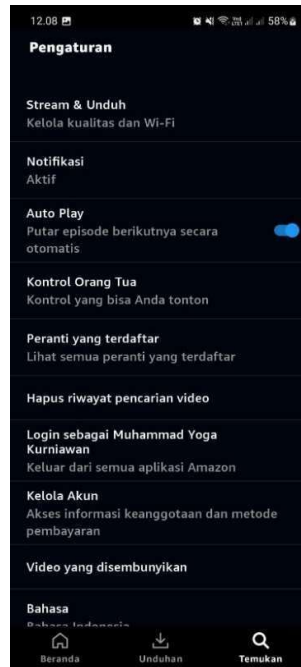 12.08 58%
Pengaturan
Stream & Unduh
Kelola kualitas dan Wi-Fi
Notifikasi
Aktif
Auto Play
Putar episode berikutnya secara
otomatis
Kontrol Orang Tua
Kontrol yang bisa Anda tonton
Peranti yang terdaftar
Lihat semua peranti yang terdaftar
Hapus riwayat pencarian video
Login sebagai Muhammad Yoga
Kurniawan
Keluar dari semua aplikasi Amazon
Kelola Akun
Akses informasi keanggotaan dan metode
pembayaran
Video yang disembunyikan
Bahasa
Bahasa Indonesia
Beranda Unduhan Temukan